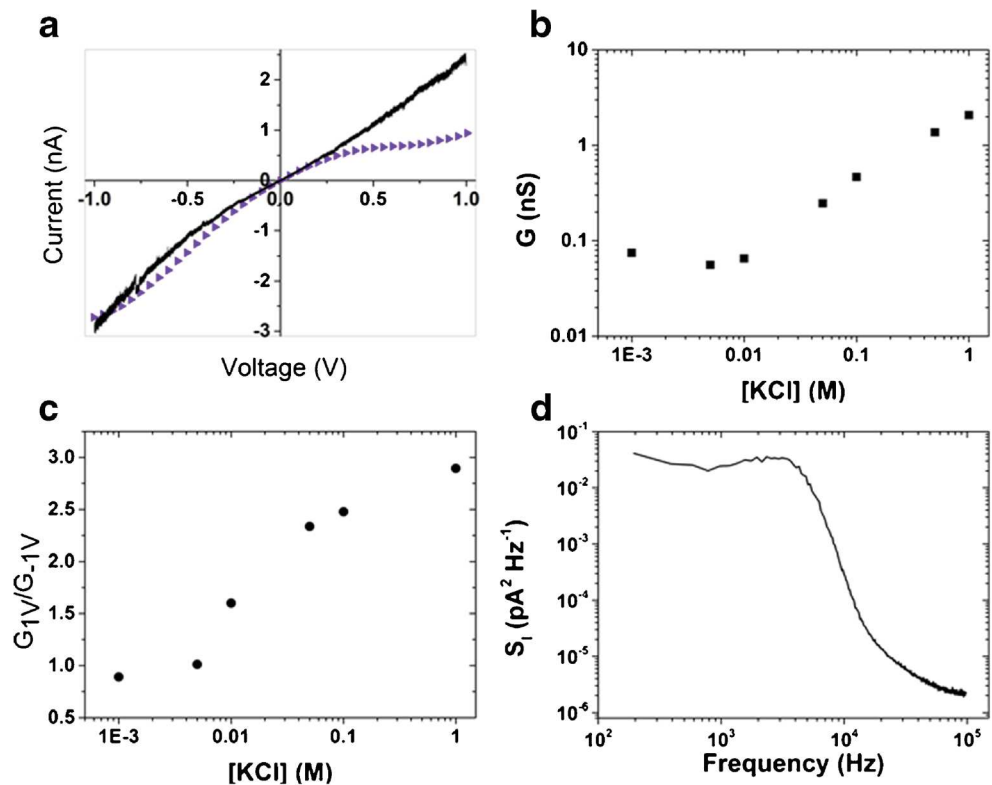 a
2
1
0
-1
-2
-3
-1.0 -0.5 0.0 0.5 1.0
Current (nA)
Voltage (V)
b
10
1
0.1
0.01
1E-3 0.01 0.1 1
G (nS)
[KCl] (M)
c
3.0
2.5
2.0
1.5
1.0
0.5
1E-3 0.01 0.1 1
G1V/G-1V
[KCl] (M)
d
10-1
10-2
10-3
10-4
10-5
10-6
102 103 104 105
SI (pA2 Hz-1)
Frequency (Hz)